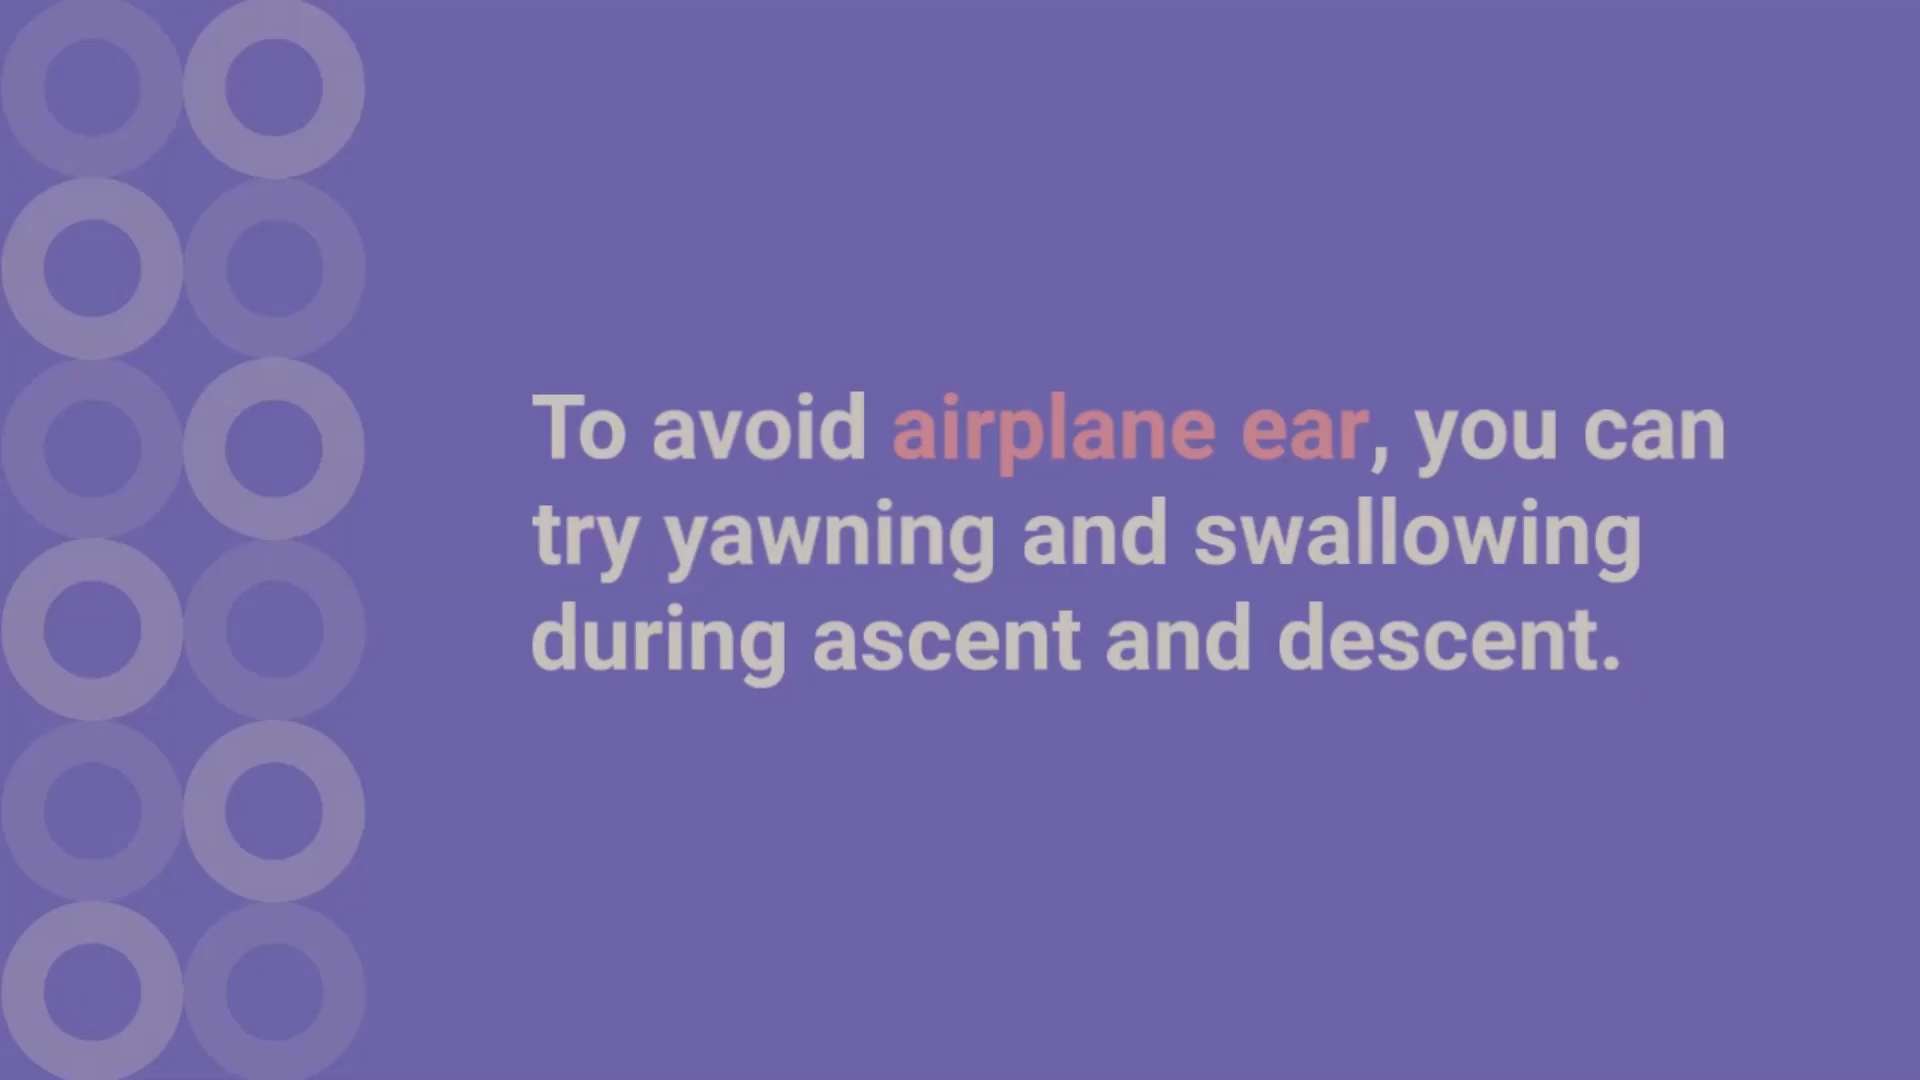 To avoid airplane ear, you can
try yawning and swallowing
during ascent and descent.